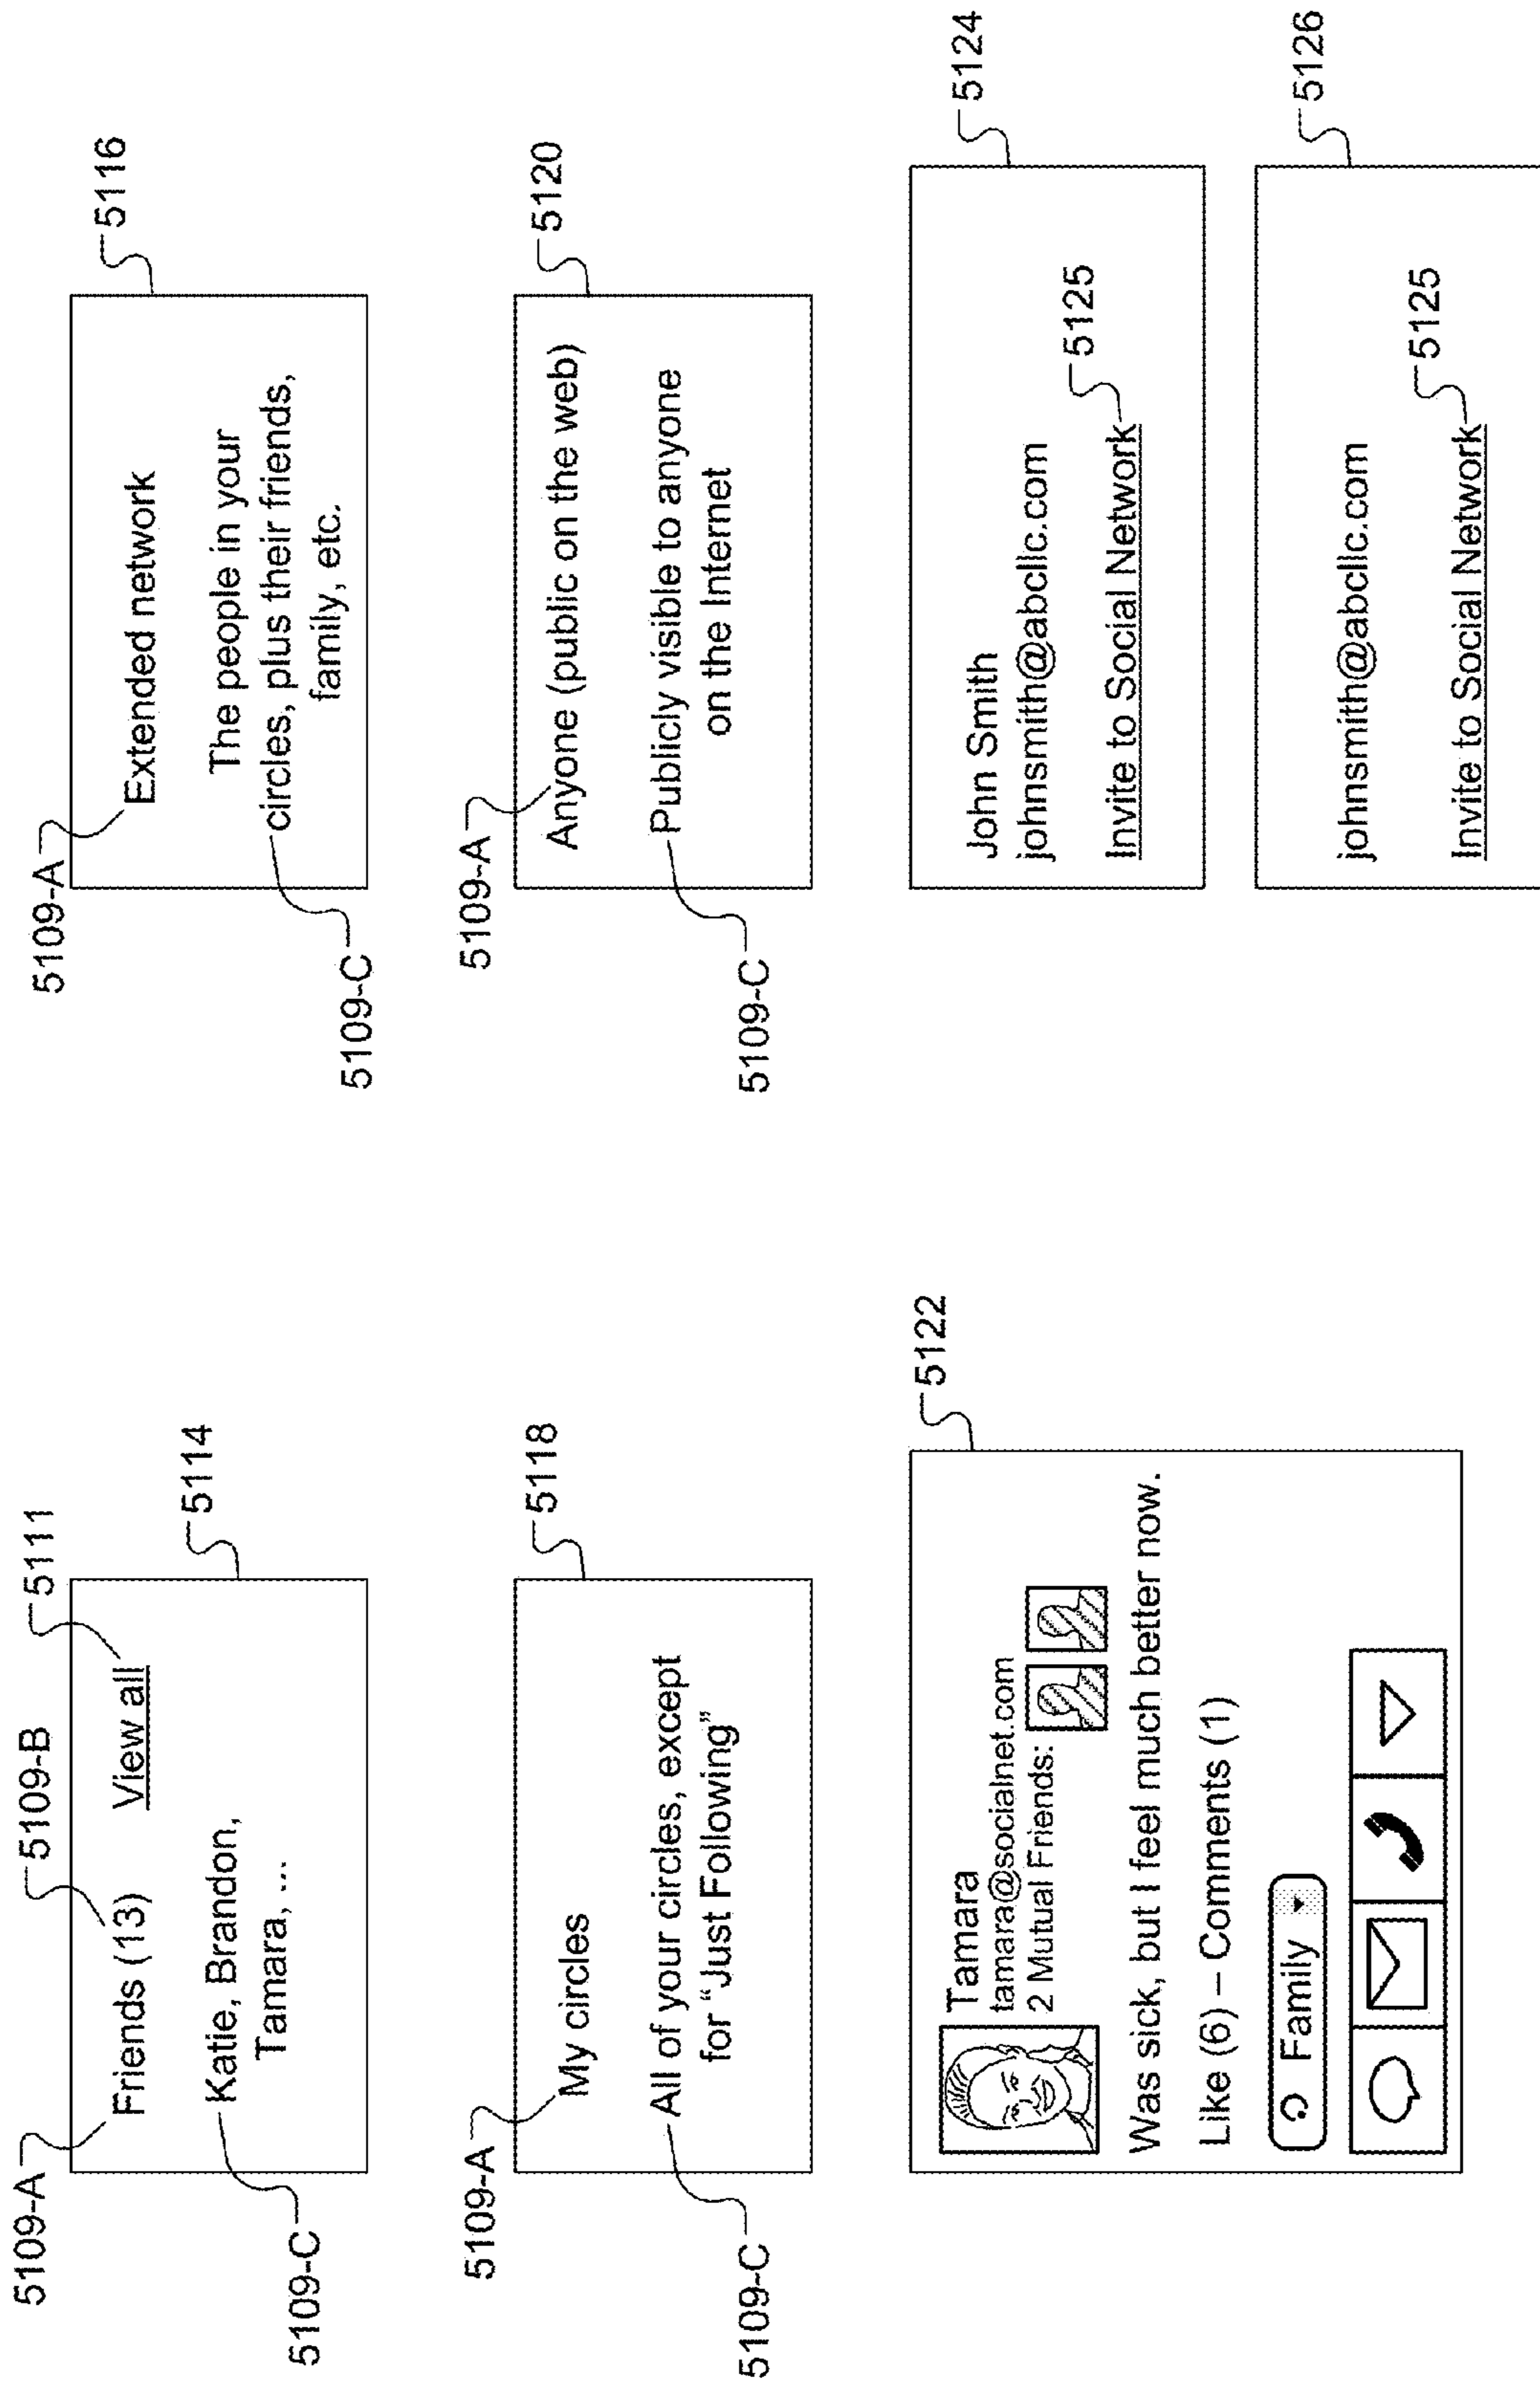 5109-A
5109-B
5111
Friends (13)
View all
5114
Katie, Brandon,
Tamara, ...
5109-C
5109-A
Extended network
5116
The people in your
circles, plus their friends,
family, etc.
5109-C
5109-A
My circles
5118
All of your circles, except
for “Just Following”
5109-C
5109-A
Anyone (public on the web)
5120
Publicly visible to anyone
on the Internet
5109-C
5122
Tamara
tamara@socialnet.com
2 Mutual Friends:
Was sick, but I feel much better now.
Like (6) – Comments (1)
Family
5124
John Smith
johnsmith@abcllc.com
5125
Invite to Social Network
5126
johnsmith@abcllc.com
5125
Invite to Social Network